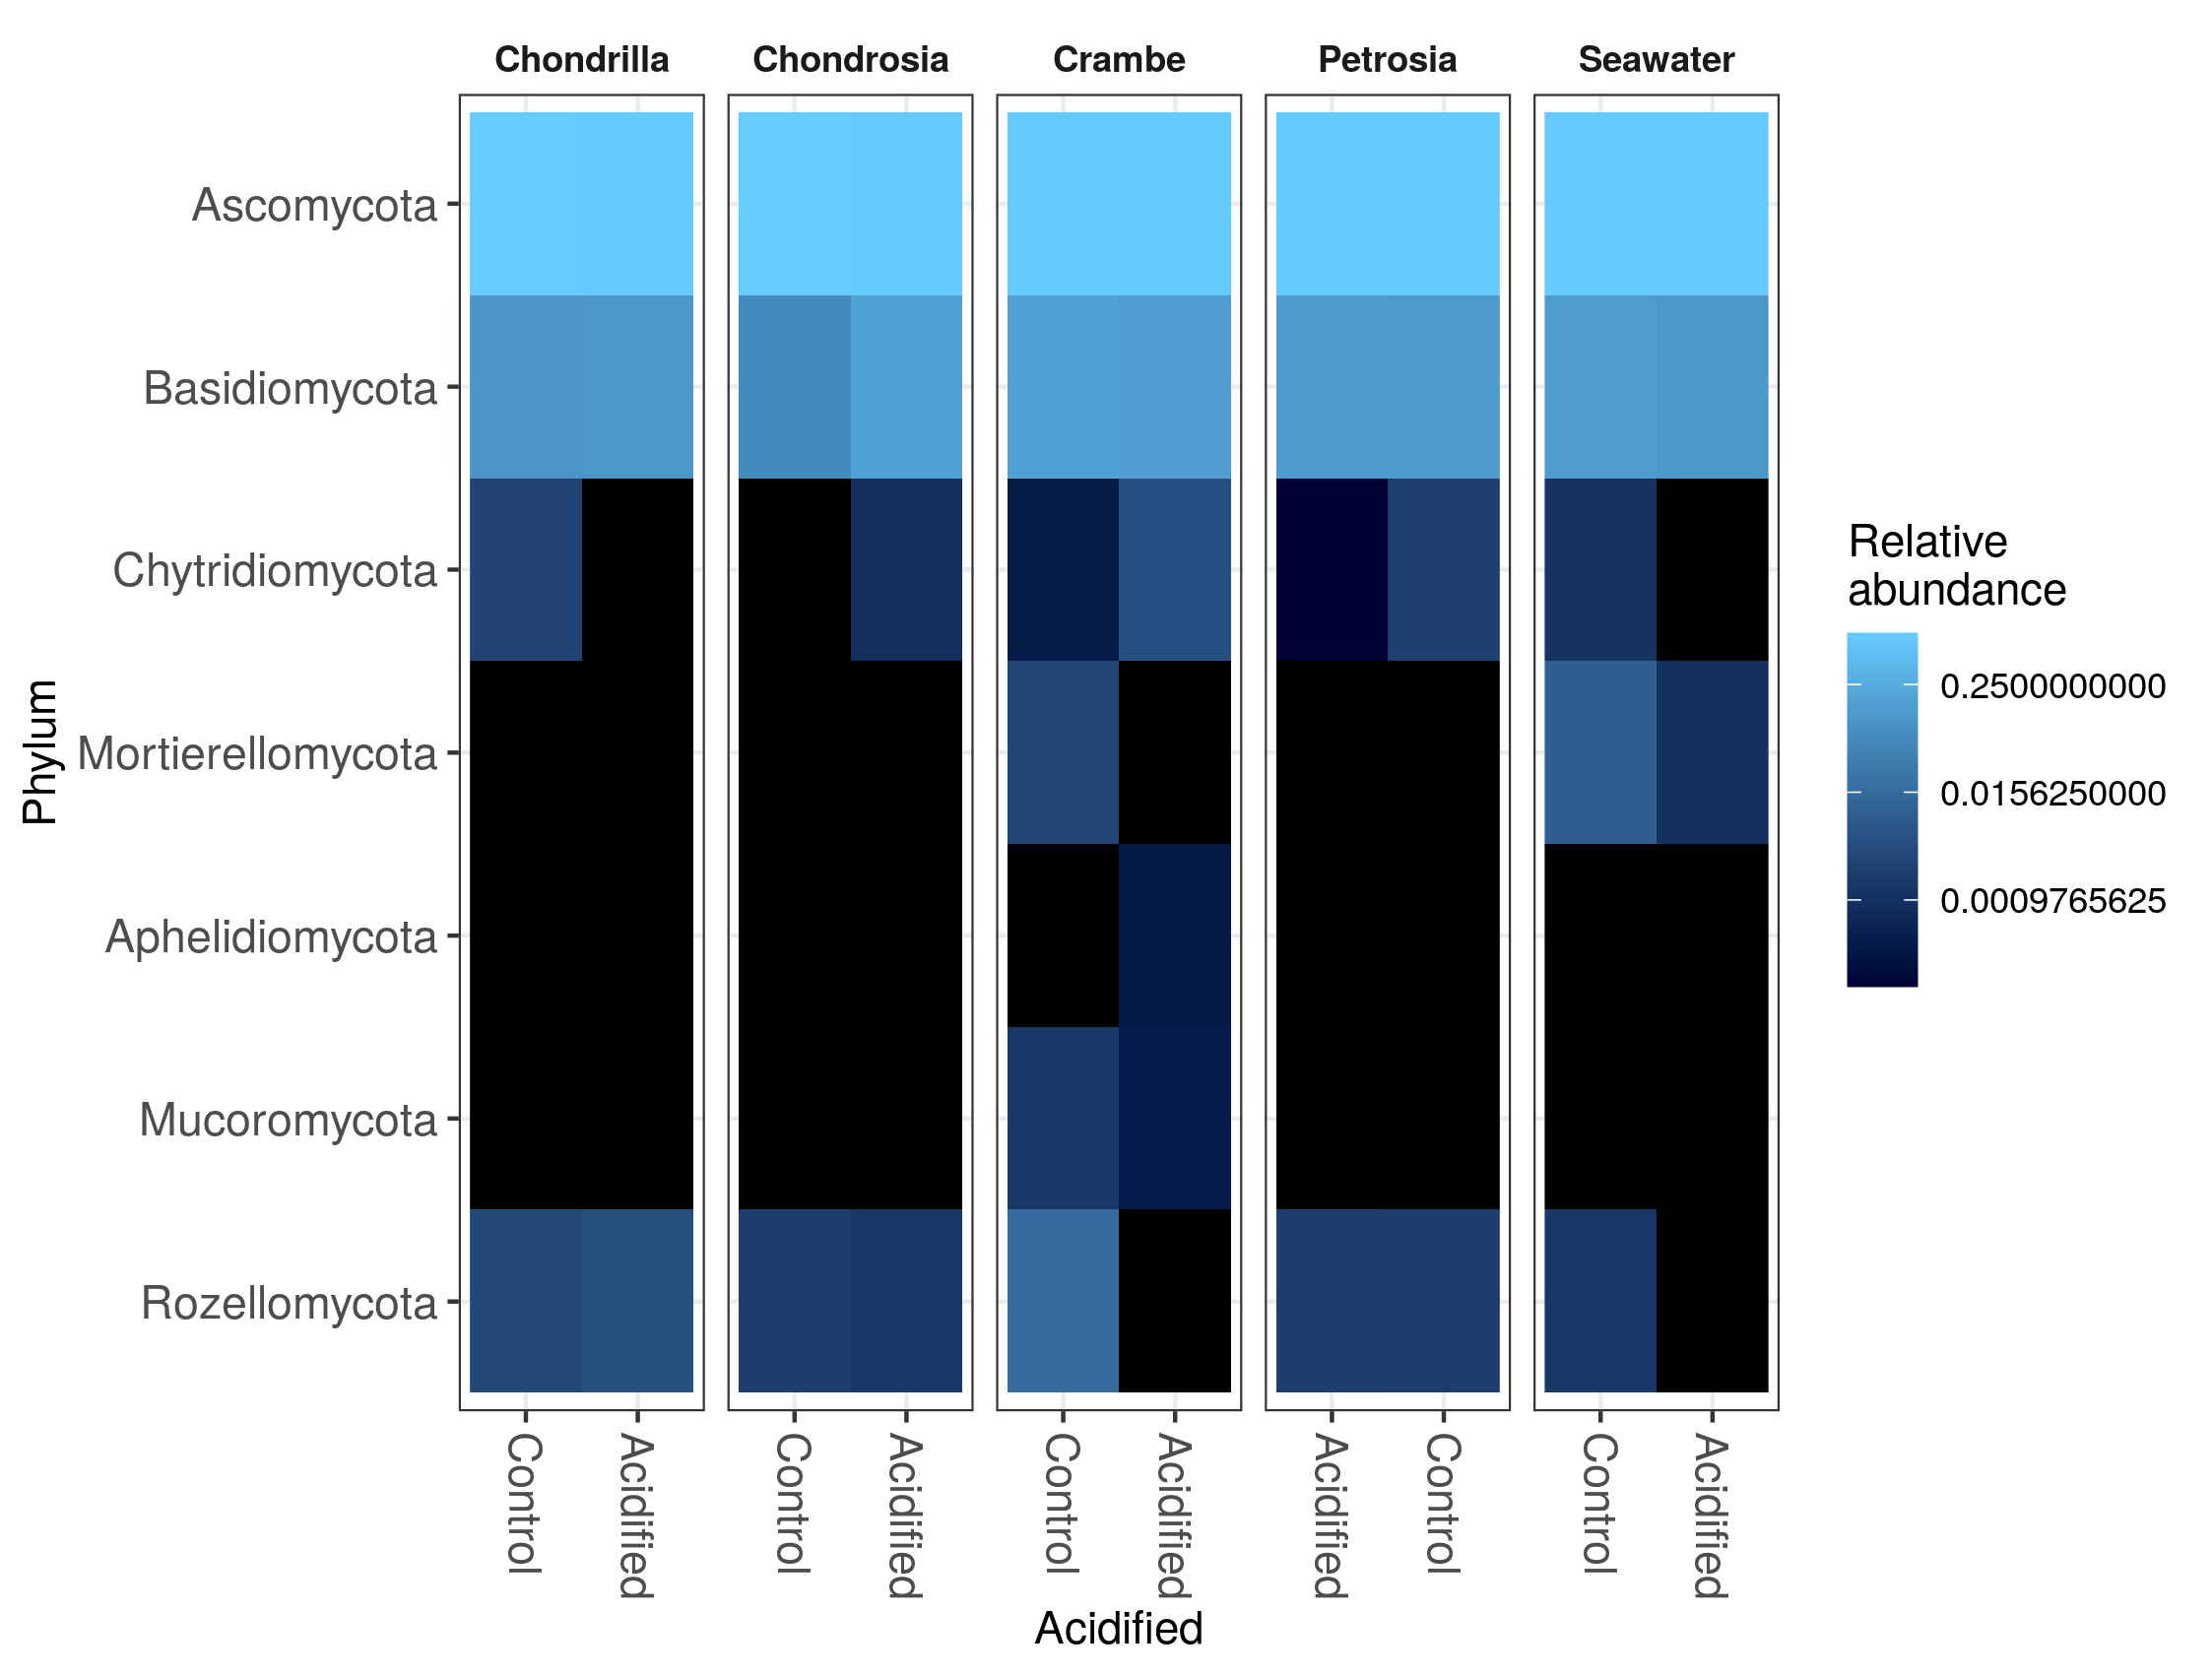 Chondrilla
Chondrosia
Crambe
Petrosia
Seawater
Phylum
Ascomycota
Basidiomycota
Chytridiomycota
Mortierellomycota
Aphelidiomycota
Mucoromycota
Rozellomycota
Control
Acidified
Control
Acidified
Control
Acidified
Acidified
Control
Control
Acidified
Acidified
Relative
abundance
0.2500000000
0.0156250000
0.0009765625